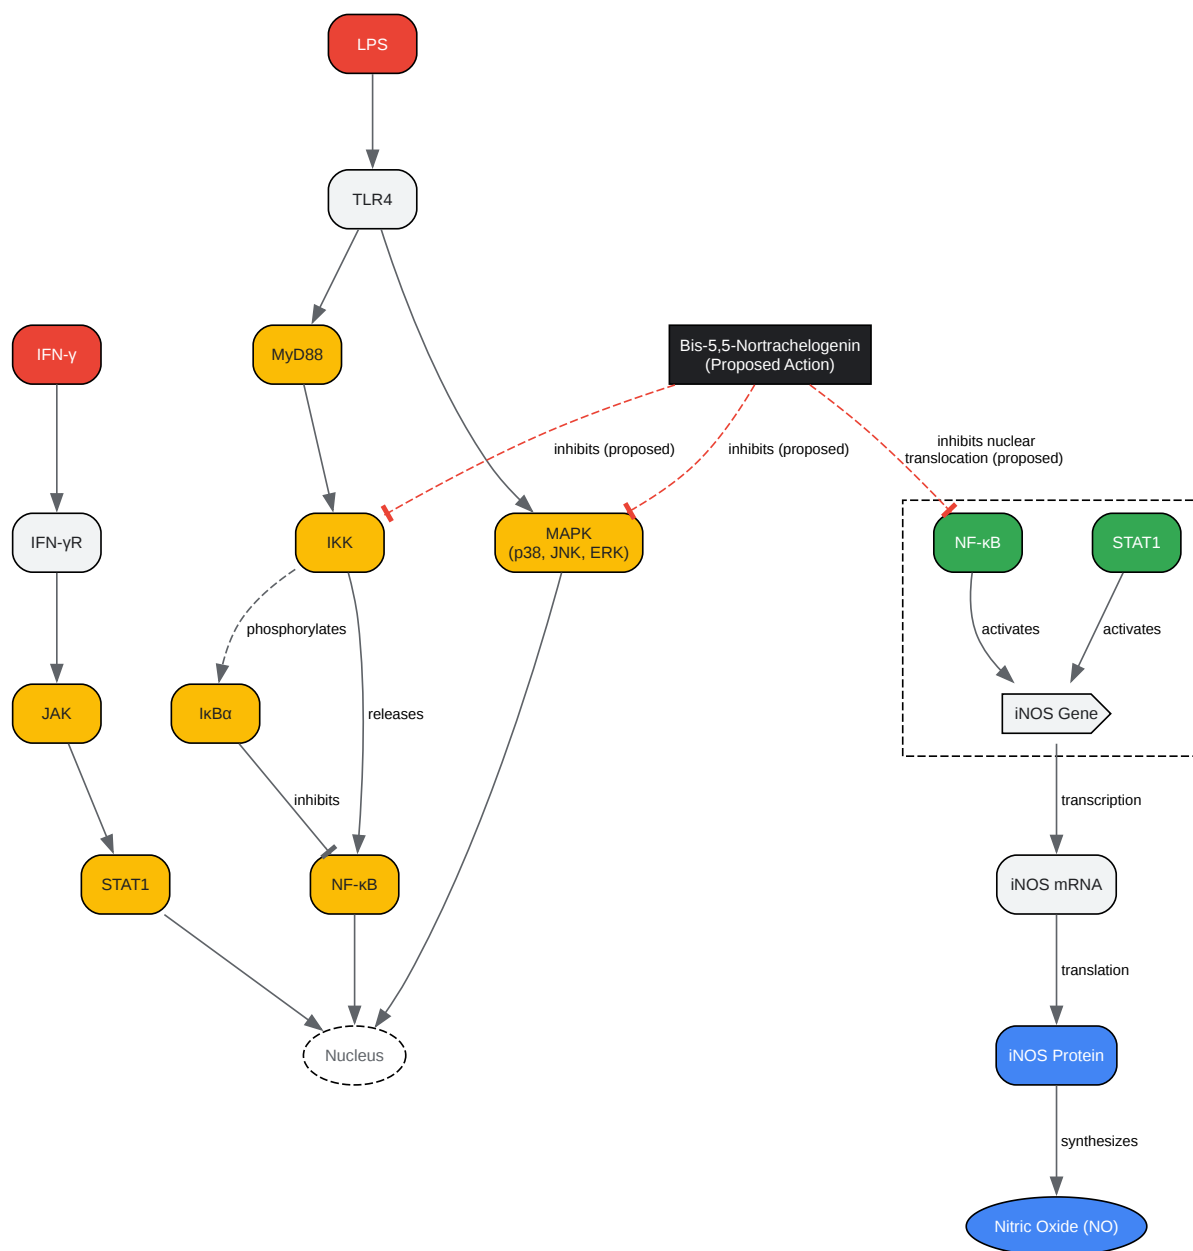 LPS
TLR4
IFN-γ
MyD88
Bis-5,5-Nortrachelogenin
(Proposed Action)
inhibits (proposed)
inhibits (proposed)
inhibits nuclear
translocation (proposed)
IFN-γR
IKK
MAPK
(p38, JNK, ERK)
NF-κB
STAT1
phosphorylates
activates
activates
JAK
IκBα
releases
iNOS Gene
inhibits
transcription
STAT1
NF-κB
iNOS mRNA
translation
Nucleus
iNOS Protein
synthesizes
Nitric Oxide (NO)